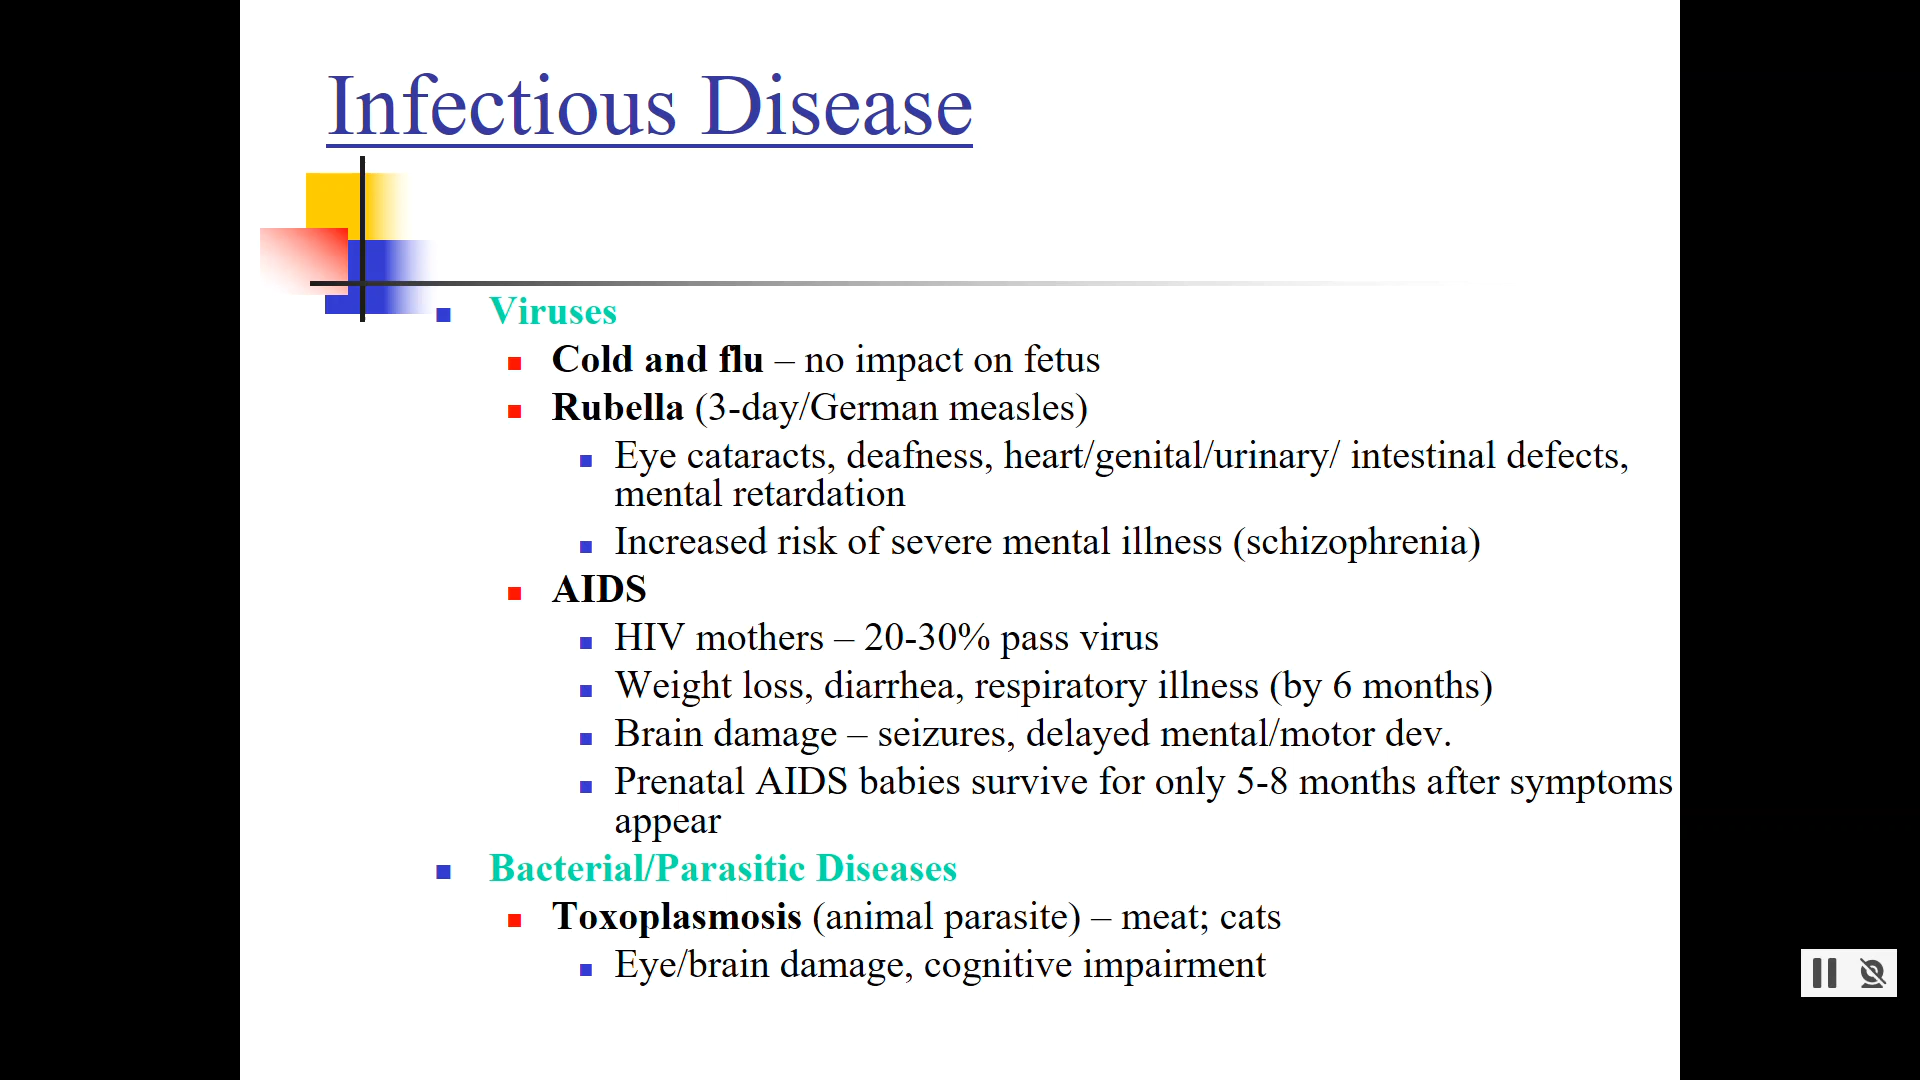 Infectious Disease
Viruses
Cold and flu – no impact on fetus
Rubella (3-day/German measles)
Eye cataracts, deafness, heart/genital/urinary/ intestinal defects,
mental retardation
Increased risk of severe mental illness (schizophrenia)
AIDS
HIV mothers – 20-30% pass virus
Weight loss, diarrhea, respiratory illness (by 6 months)
Brain damage – seizures, delayed mental/motor dev.
Prenatal AIDS babies survive for only 5-8 months after symptoms
appear
Bacterial/Parasitic Diseases
Toxoplasmosis (animal parasite) – meat; cats
Eye/brain damage, cognitive impairment